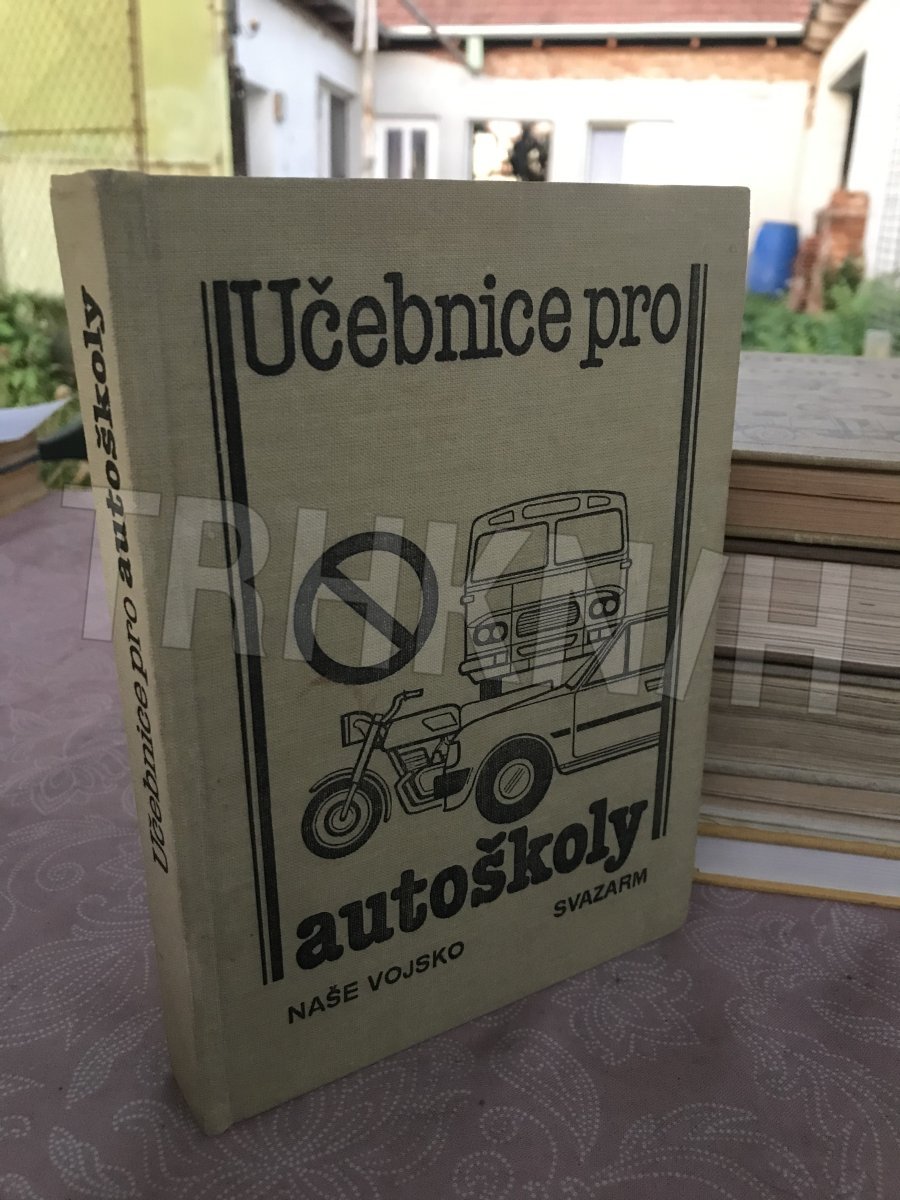 Učebnice pro
autoškoly
NAŠE VOJSKO
SVAZARM
Učebnice pro autoškoly
TRHKNIH